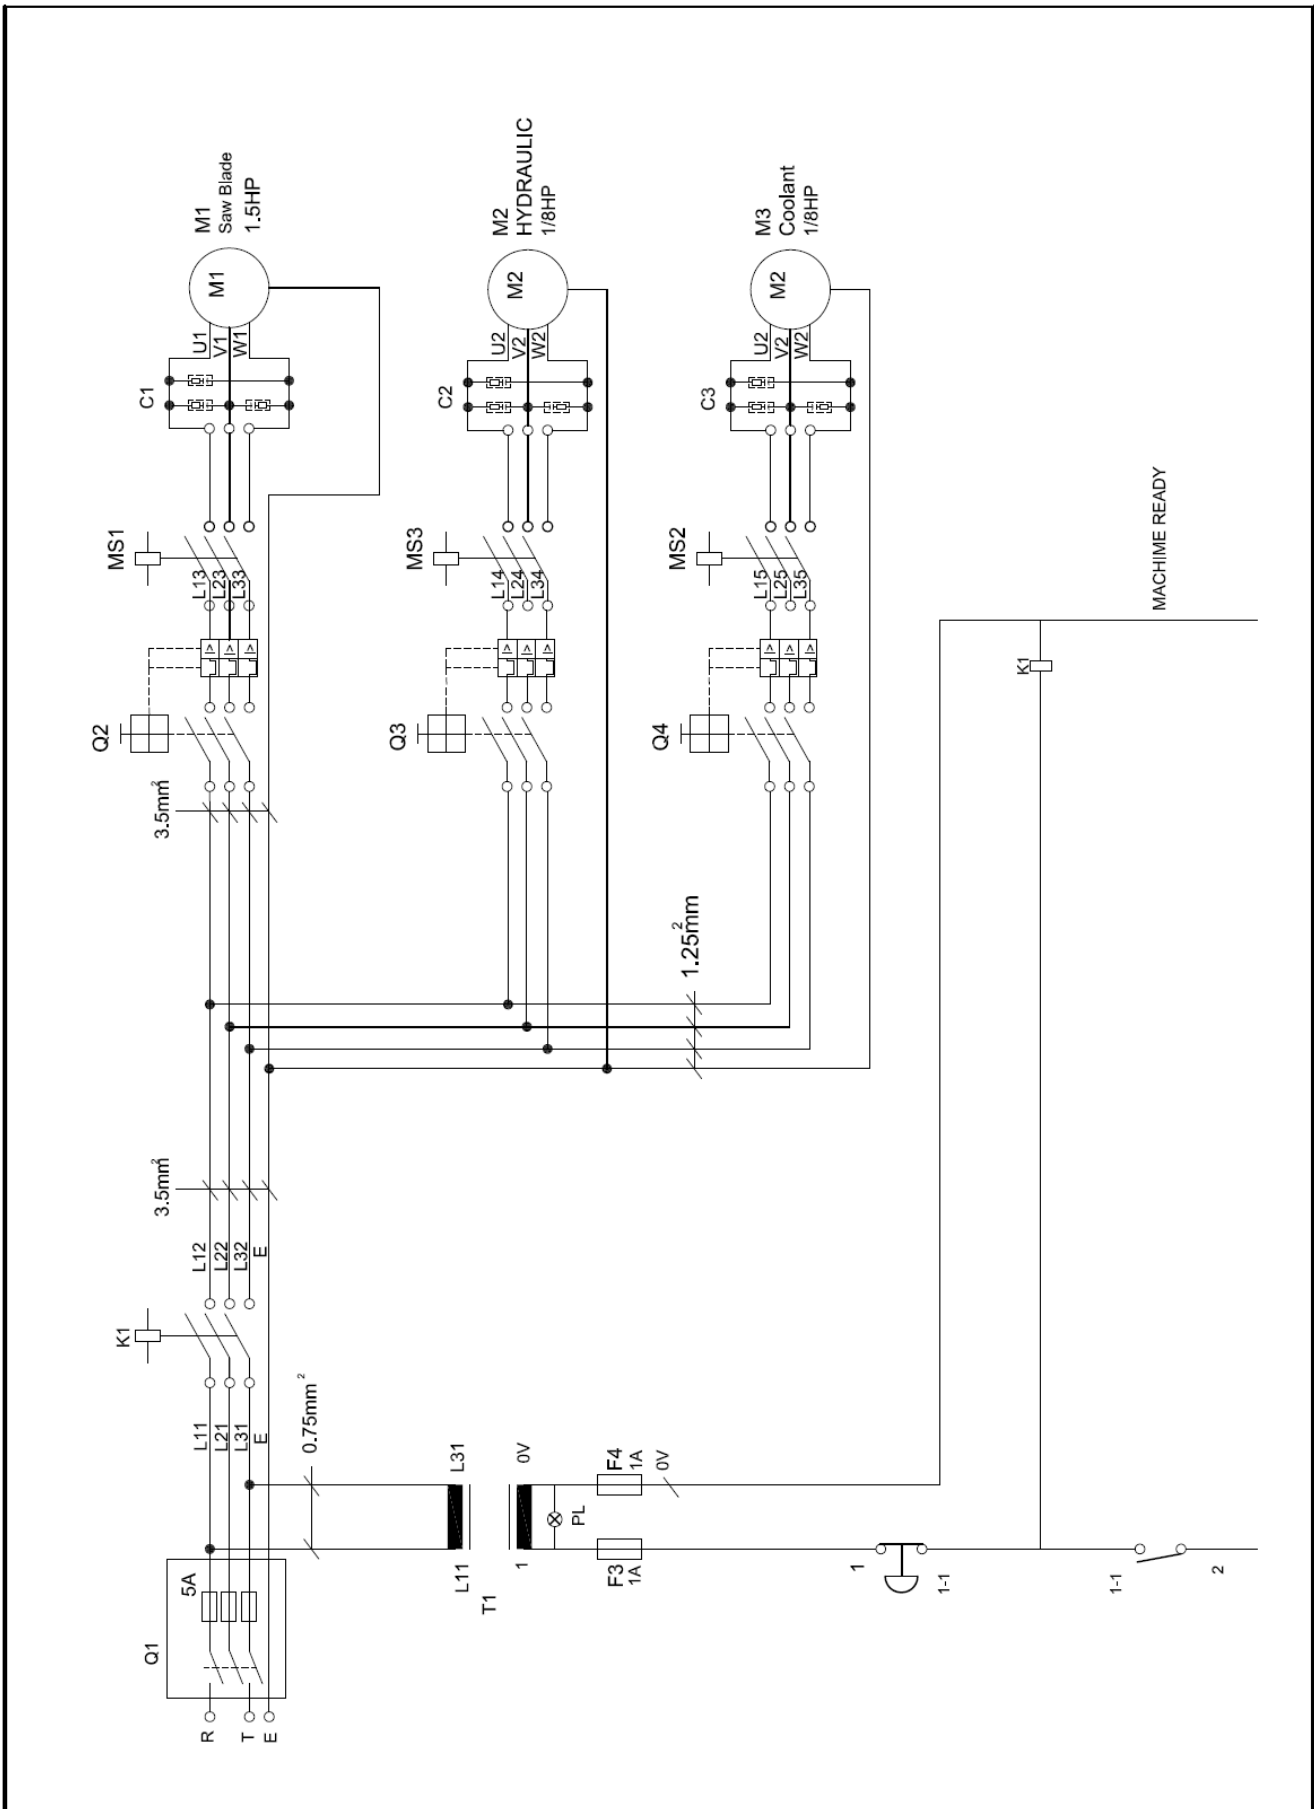 M1
Saw Blade
1.5HP
M1
U1
V1
W1
C1
MS1
L13
L23
L33
Q2
3.5mm²
M2
HYDRAULIC
1/8HP
M2
U2
V2
W2
C2
MS3
L14
L24
L34
Q3
M3
Coolant
1/8HP
M2
U2
V2
W2
C3
MS2
L15
L25
L35
Q4
1.25mm²
3.5mm²
L12
L22
L32
E
K1
L11
L21
L31
E
0.75mm²
5A
Q1
R
T
E
L31
L11
T1
0V
1
PL
F4
1A
0V
F3
1A
1
1-1
1-1
2
K1
MACHIME READY